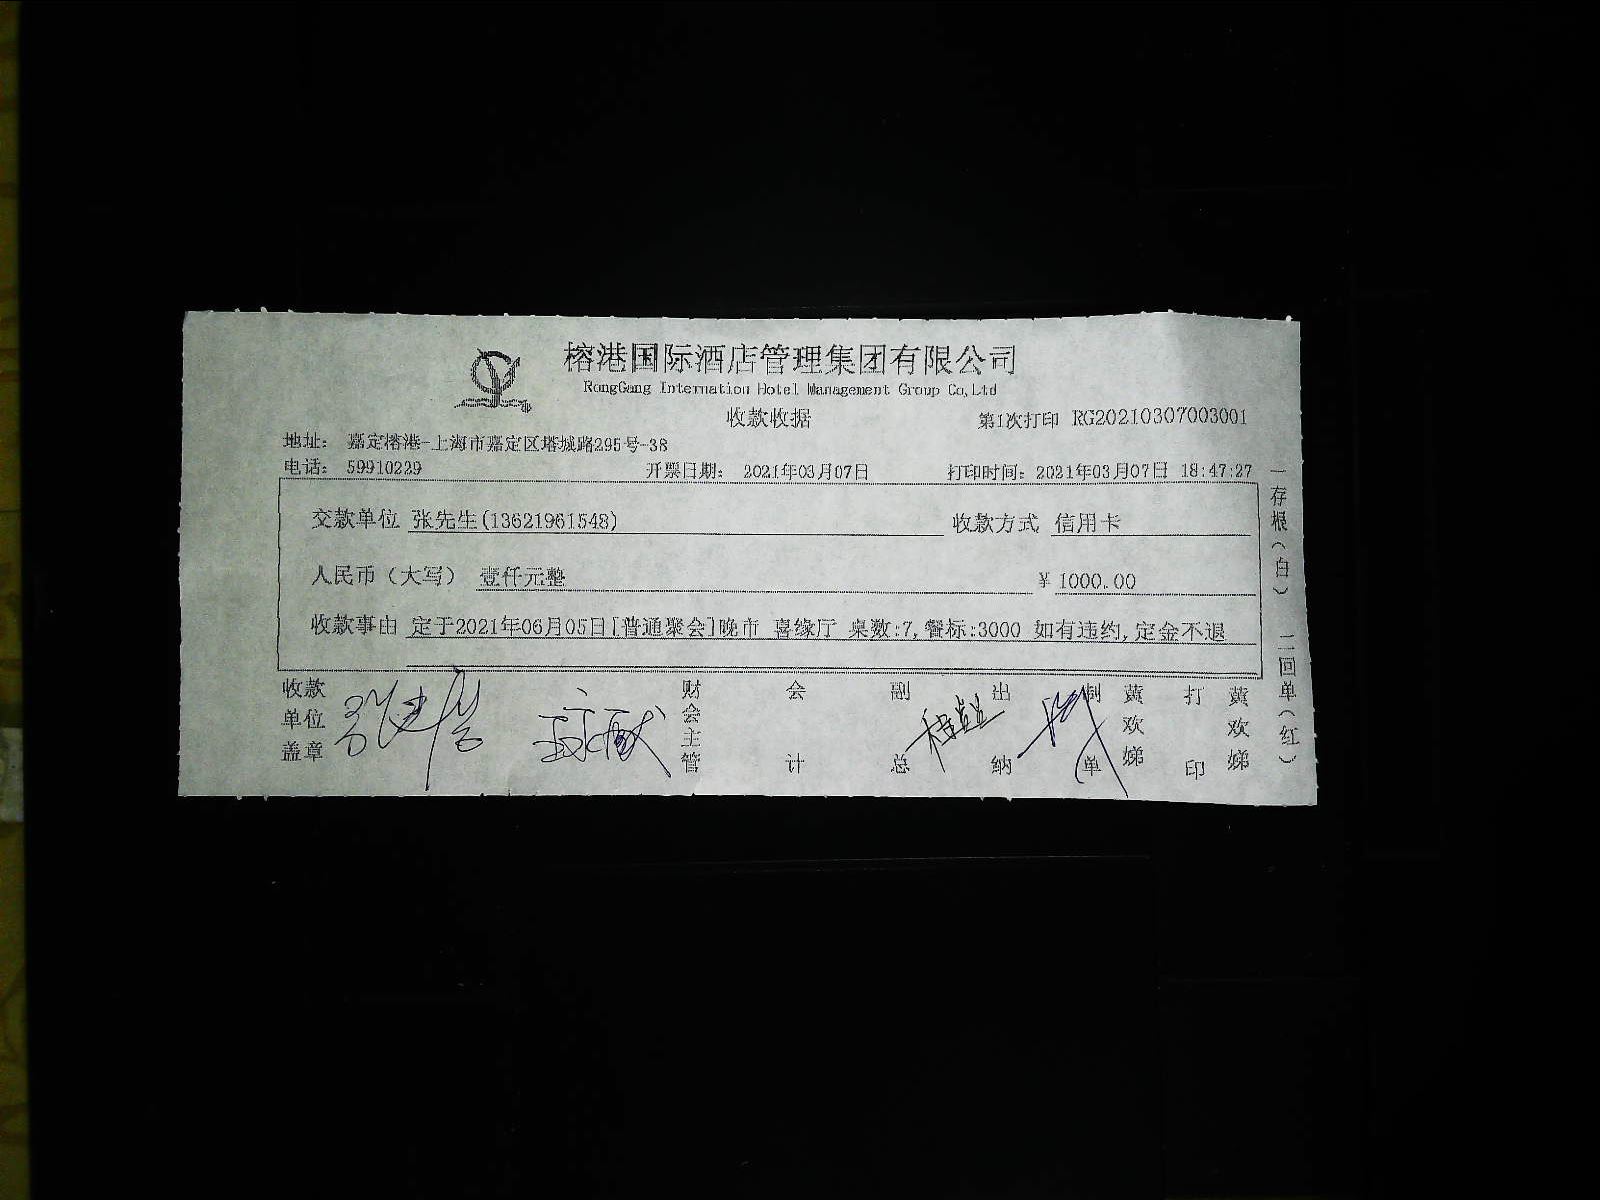 榕港国际酒店管理集团有限公司
RongGang Internation Hotel Management Group Co,Ltd
收款收据
第1次打印 RG20210307003001
地址： 嘉定榕港-上海市嘉定区塔城路295号-38
电话： 59910229 开票日期： 2021年03月07日 打印时间：2021年03月07日 18:47:27
交款单位 张先生(13621961548) 收款方式 信用卡
人民币（大写） 壹仟元整 ¥ 1000.00
收款事由 定于2021年06月05日[普通聚会]晚市 喜缘厅 桌数:7,餐标:3000 如有违约,定金不退
收款单位盖章
财会主管
会计
副总
出纳
制单
黄欢娣
打印
黄欢娣
一存根（白） 二回单（红）